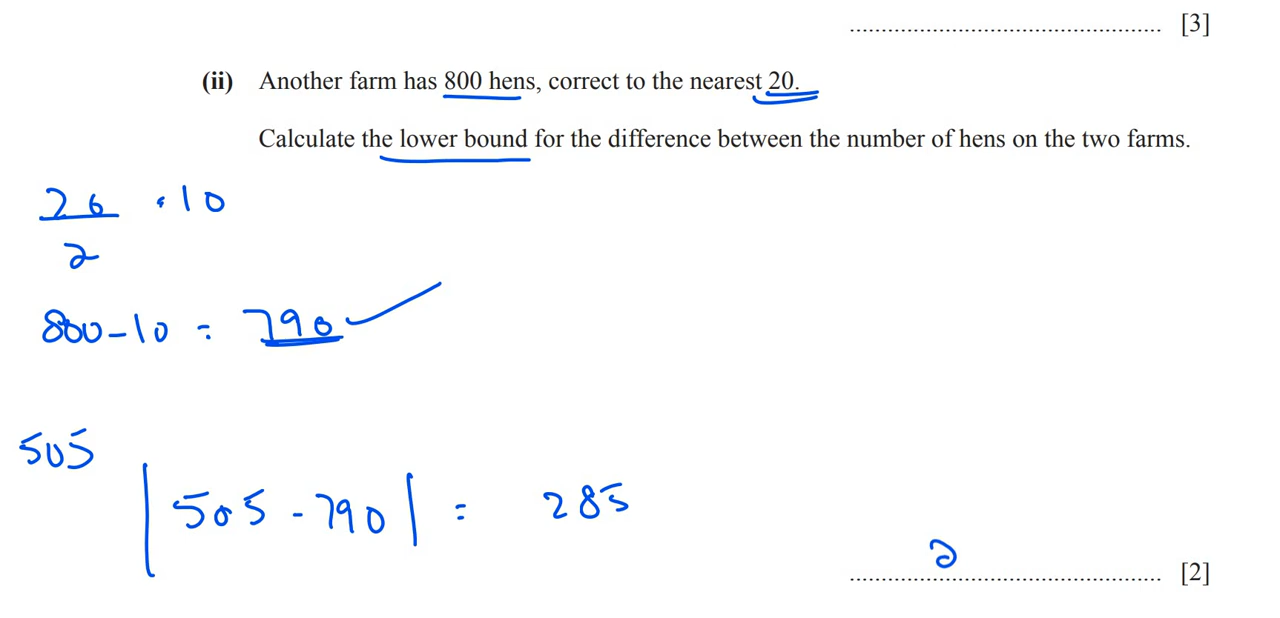 ............................................... [3]
(ii) Another farm has 800 hens, correct to the nearest 20.
Calculate the lower bound for the difference between the number of hens on the two farms.
20 = 10
2
800 - 10 = 790
505
|505 - 790| = 285
2
............................................... [2]